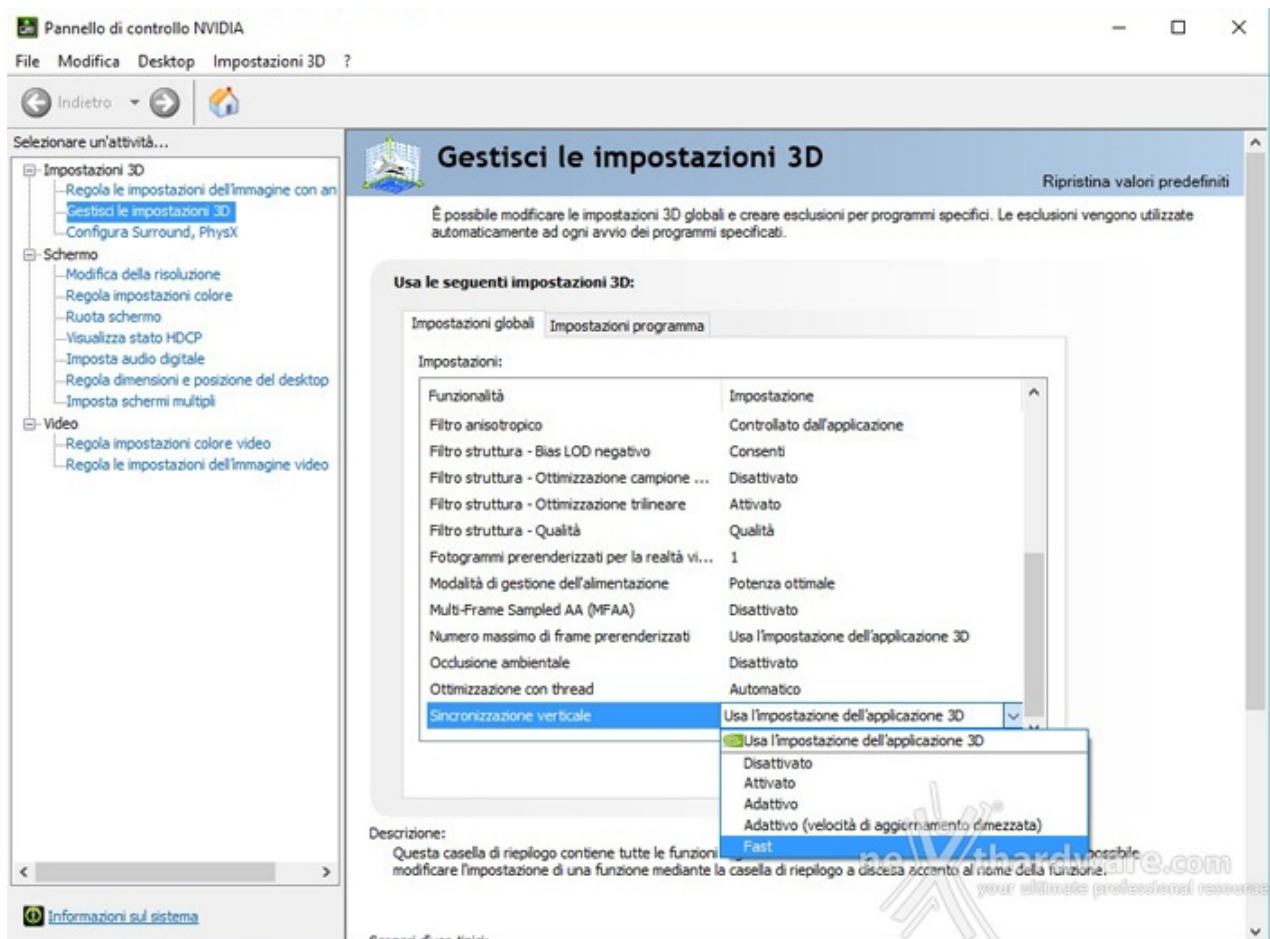 Pannello di controllo NVIDIA
File Modifica Desktop Impostazioni 3D ?
Indietro
Selezionare un'attività...
Impostazioni 3D
Regola le impostazioni dell'immagine con an
Gestisci le impostazioni 3D
Configura Surround, PhysX
Schermo
Modifica della risoluzione
Regola impostazioni colore
Ruota schermo
Visualizza stato HDCP
Imposta audio digitale
Regola dimensioni e posizione del desktop
Imposta schermi multipli
Video
Regola impostazioni colore video
Regola le impostazioni dell'immagine video
Informazioni sul sistema
Gestisci le impostazioni 3D
Ripristina valori predefiniti
È possibile modificare le impostazioni 3D globali e creare esclusioni per programmi specifici. Le esclusioni vengono utilizzate
automaticamente ad ogni avvio dei programmi specificati.
Usa le seguenti impostazioni 3D:
Impostazioni globali Impostazioni programma
Impostazioni:
Funzionalità Impostazione
Filtro anisotropico Controllato dall'applicazione
Filtro struttura - Bias LOD negativo Consenti
Filtro struttura - Ottimizzazione campione ... Disattivato
Filtro struttura - Ottimizzazione trilineare Attivato
Filtro struttura - Qualità Qualità
Fotogrammi prerenderizzati per la realtà vi... 1
Modalità di gestione dell'alimentazione Potenza ottimale
Multi-Frame Sampled AA (MFAA) Disattivato
Numero massimo di frame prerenderizzati Usa l'impostazione dell'applicazione 3D
Occlusione ambientale Disattivato
Ottimizzazione con thread Automatico
Sincronizzazione verticale Usa l'impostazione dell'applicazione 3D
Usa l'impostazione dell'applicazione 3D
Disattivato
Attivato
Adattivo
Adattivo (velocità di aggiornamento dimezzata)
Fast
Descrizione:
Questa casella di riepilogo contiene tutte le funzioni possibile
modificare l'impostazione di una funzione mediante la casella di riepilogo a discesa accanto al nome della funzione.
nexthardware.com
your ultimate professional resource